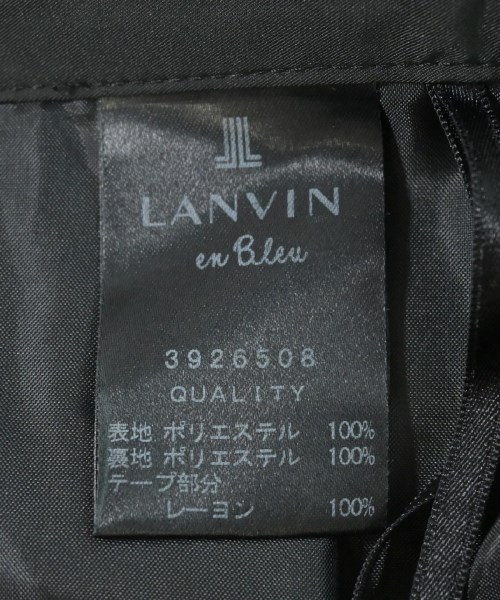 LANVIN
en Bleu
3926508
QUALITY
表地 ポリエステル 100%
裏地 ポリエステル 100%
テープ部分
レーヨン 100%